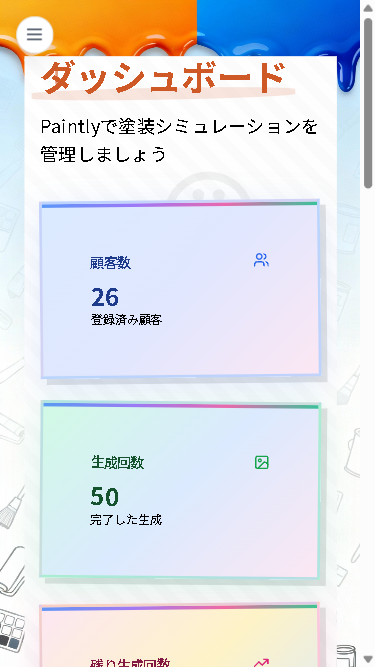 ダッシュボード
Paintlyで塗装シミュレーションを
管理しましょう
顧客数
26
登録済み顧客
生成回数
50
完了した生成
残り生成回数